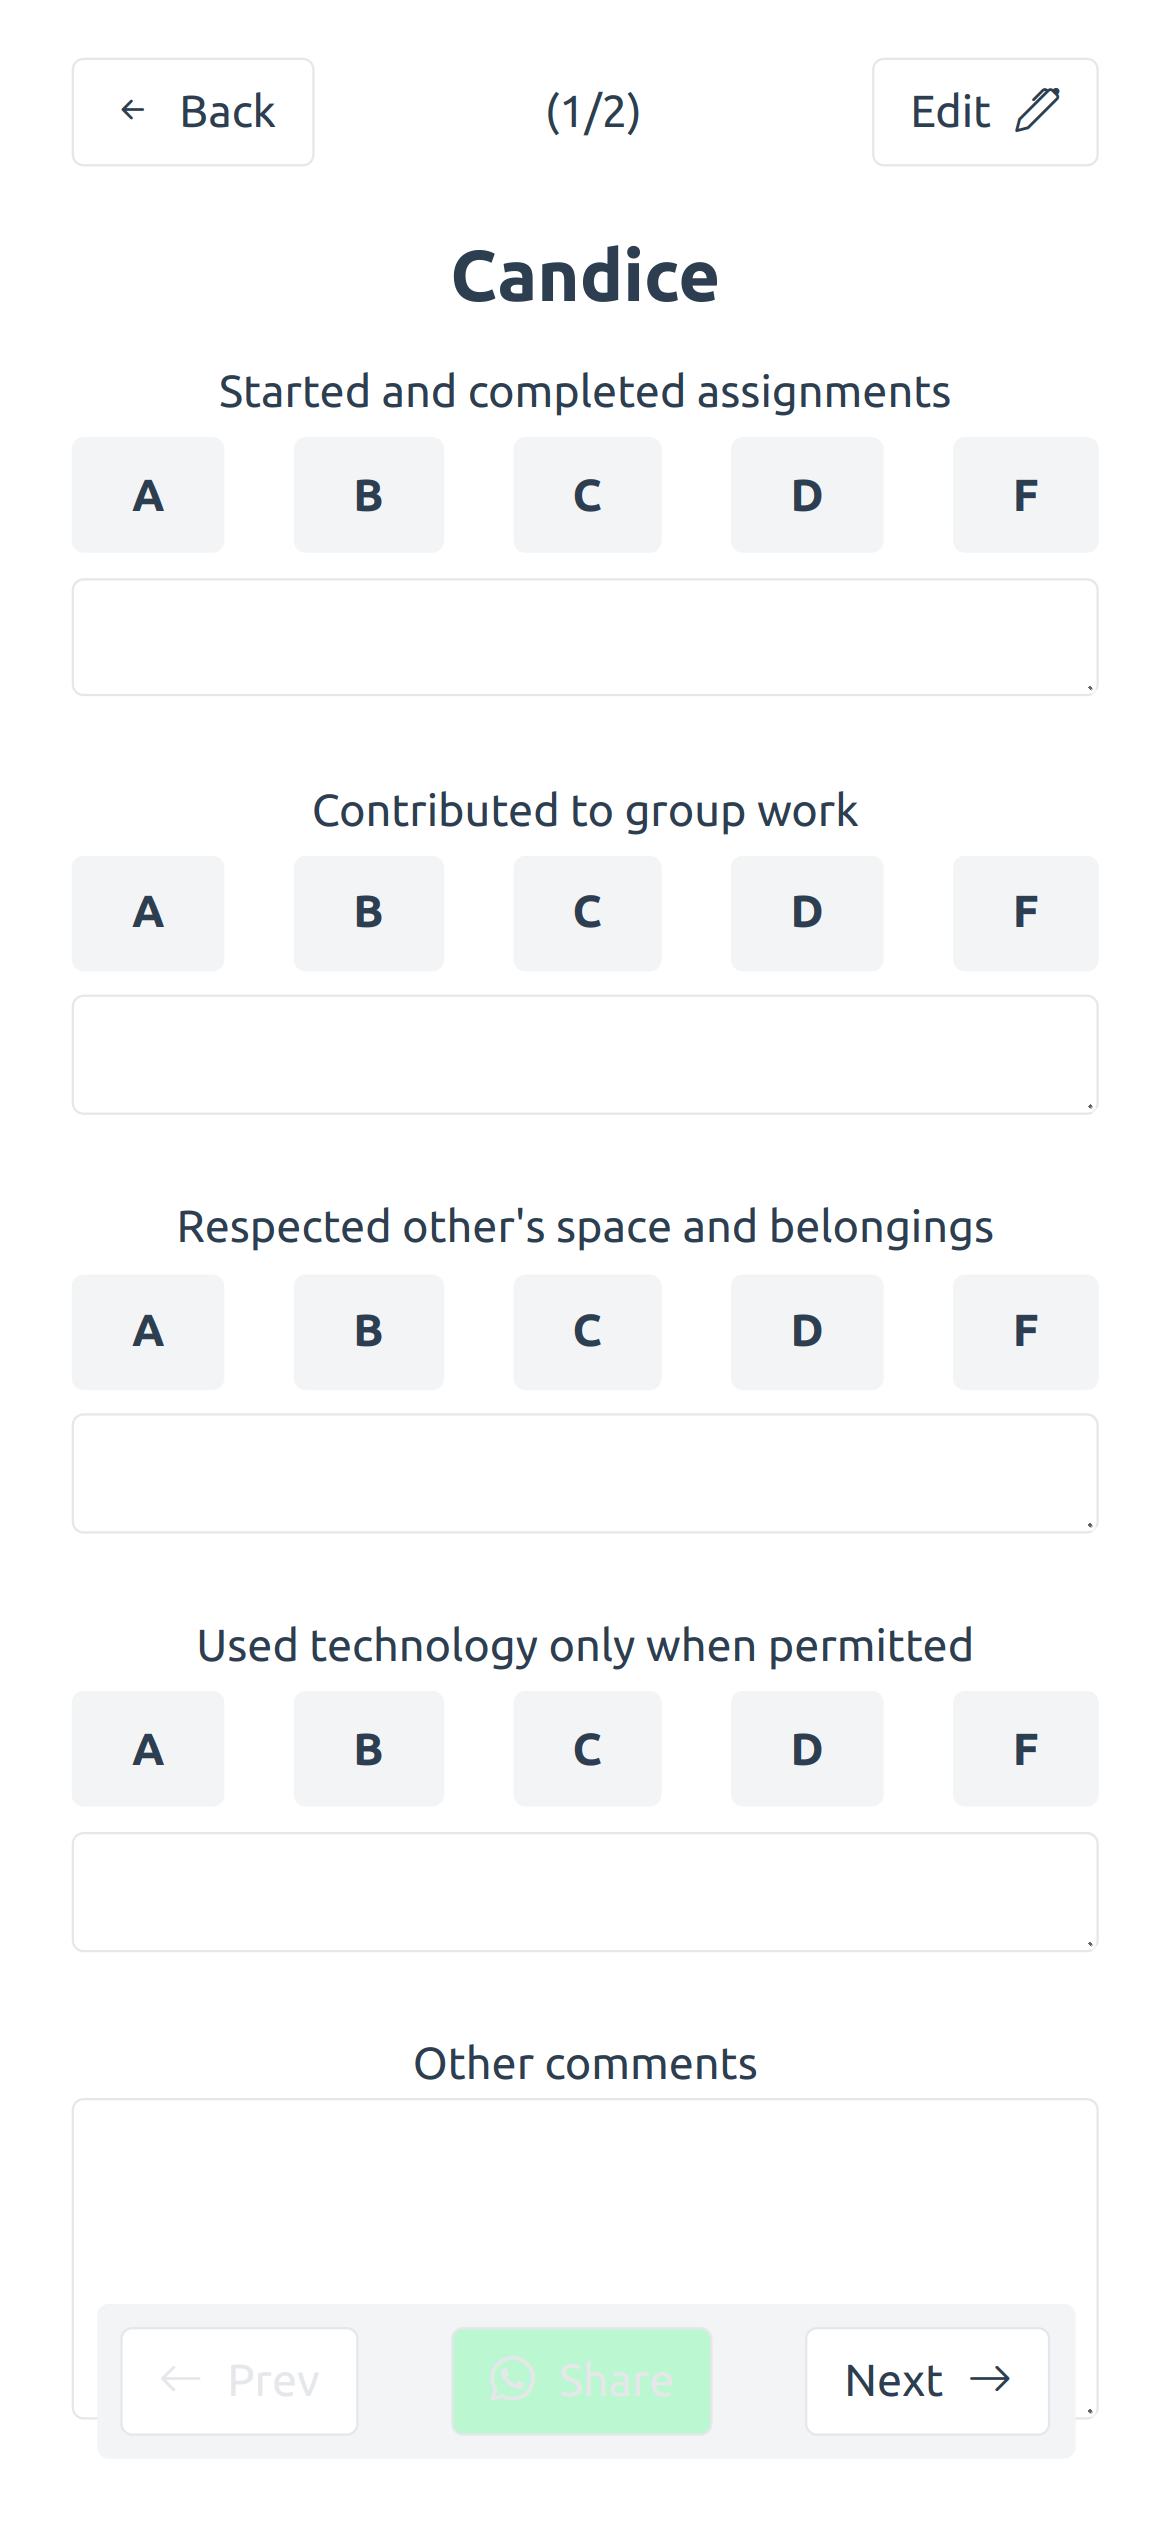 Back (1/2) Edit
Candice
Started and completed assignments
A B C D F
Contributed to group work
A B C D F
Respected other's space and belongings
A B C D F
Used technology only when permitted
A B C D F
Other comments
Prev Share Next